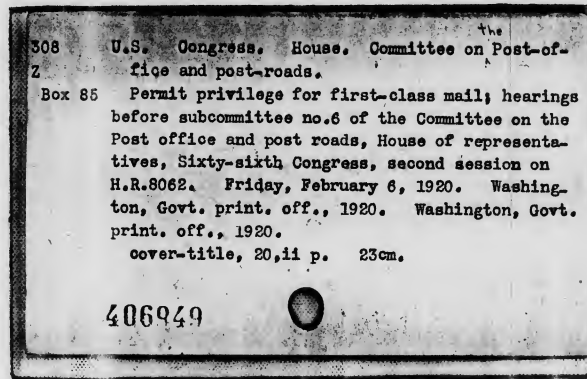 the
308 U.S. Congress. House. Committee on Post-of-
Z fice and post-roads.
Box 85 Permit privilege for first-class mail; hearings
before subcommittee no.6 of the Committee on the
Post office and post roads, House of representa-
tives, Sixty-sixth Congress, second session on
H.R.8062. Friday, February 6, 1920. Washing-
ton, Govt. print. off., 1920. Washington, Govt.
print. off., 1920.
cover-title, 20,ii p. 23cm.
406949